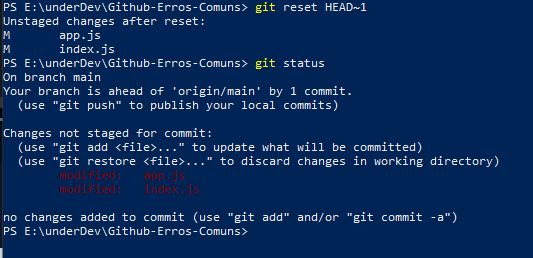 PS E:\underDev\Github-Erros-Comuns> git reset HEAD~1
Unstaged changes after reset:
M       app.js
M       index.js
PS E:\underDev\Github-Erros-Comuns> git status
On branch main
Your branch is ahead of 'origin/main' by 1 commit.
  (use "git push" to publish your local commits)

Changes not staged for commit:
  (use "git add <file>..." to update what will be committed)
  (use "git restore <file>..." to discard changes in working directory)
        modified:   app.js
        modified:   index.js

no changes added to commit (use "git add" and/or "git commit -a")
PS E:\underDev\Github-Erros-Comuns>